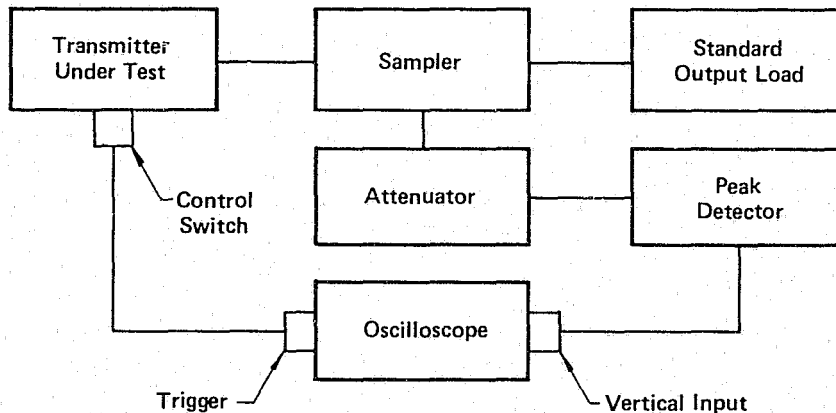 Transmitter
Under Test
Sampler
Standard
Output Load
Control
Switch
Attenuator
Peak
Detector
Oscilloscope
Trigger
Vertical Input